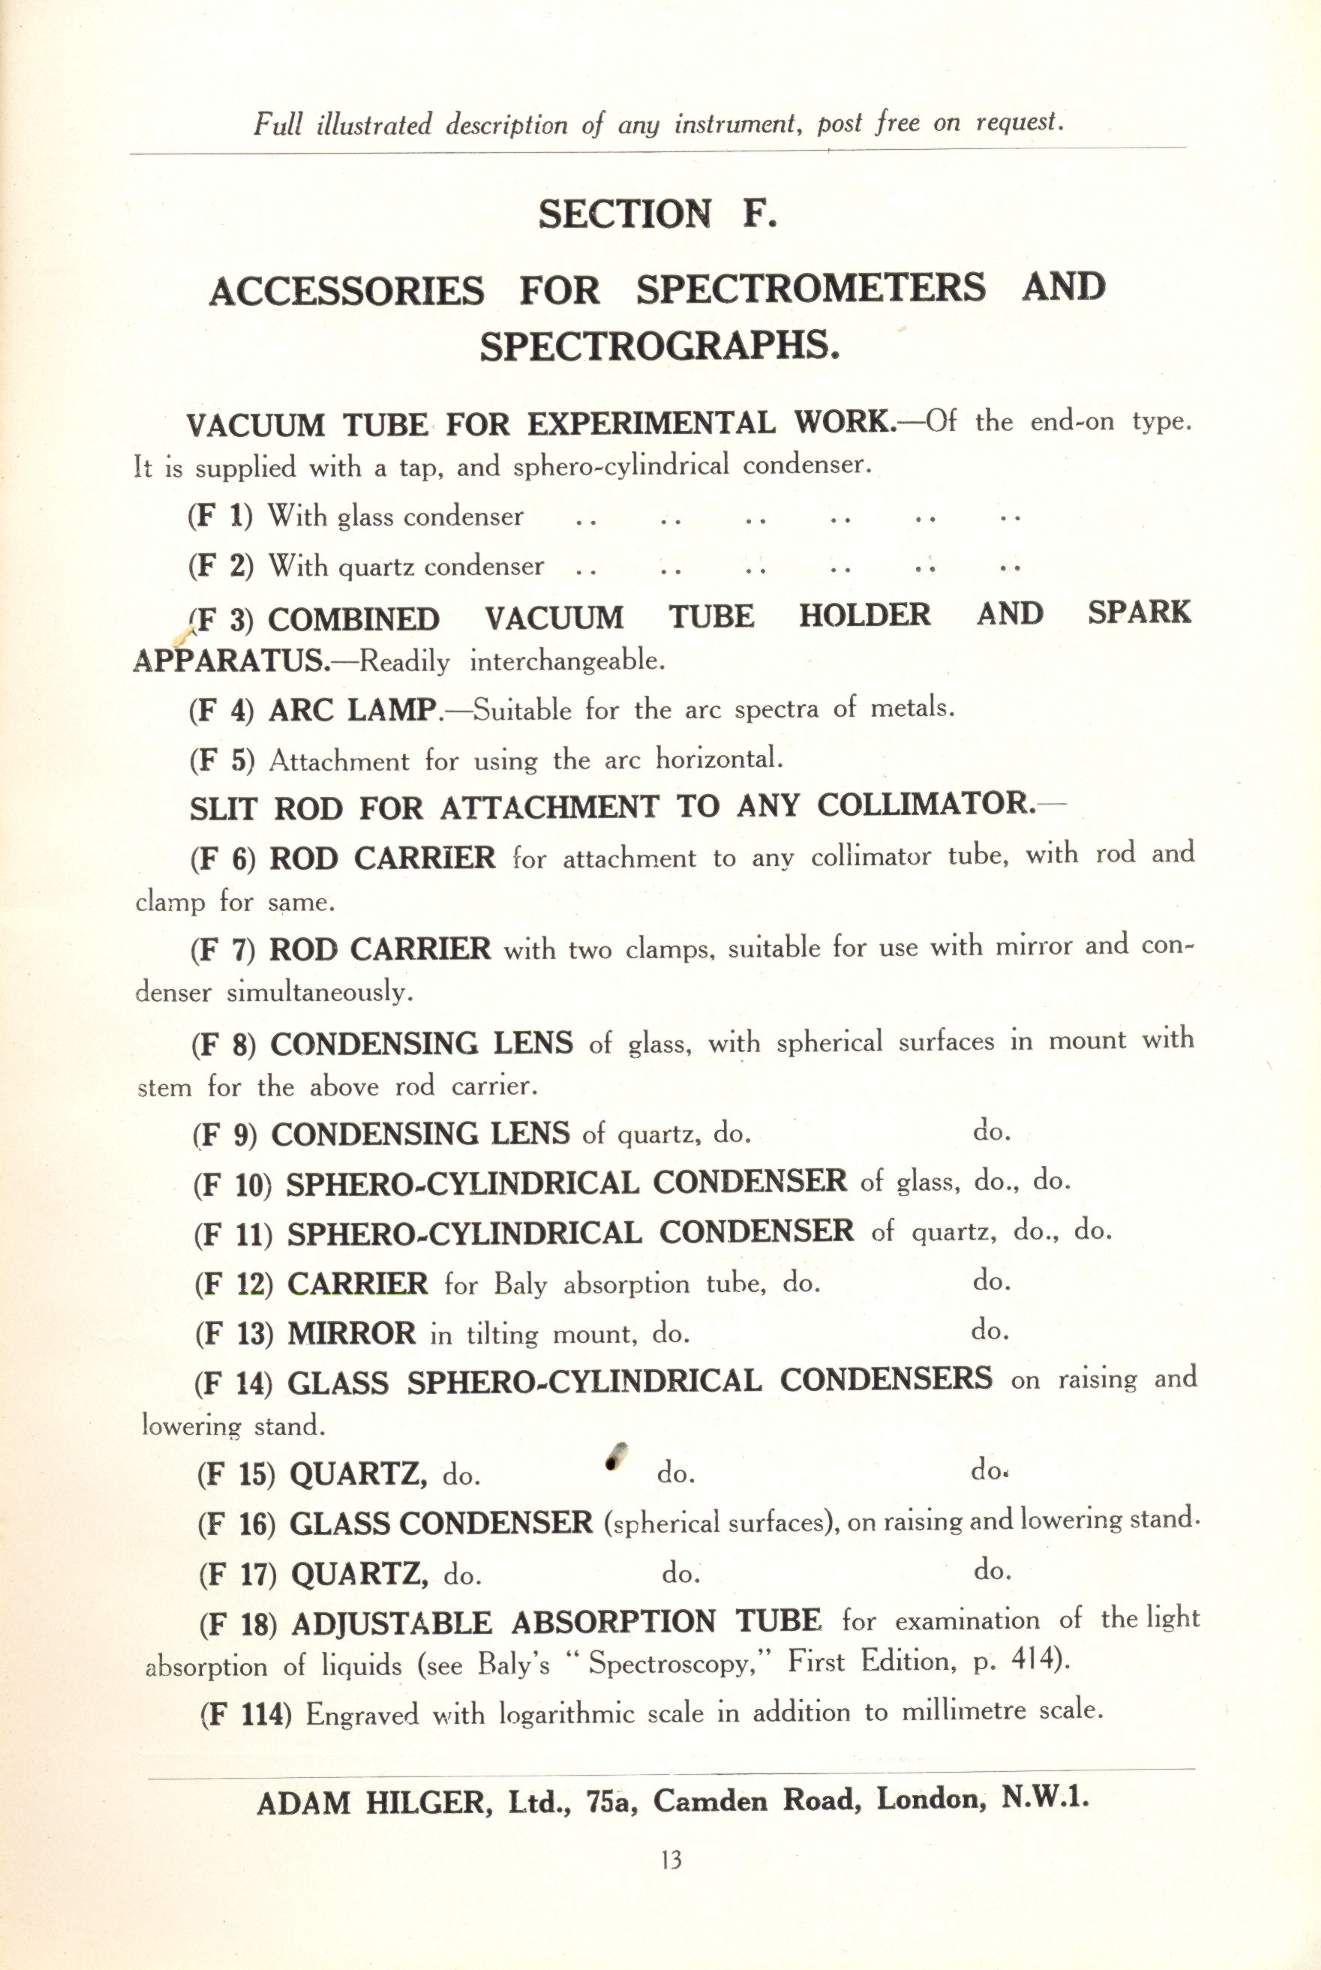 Full illustrated description of any instrument, post free on request.
SECTION F.
ACCESSORIES FOR SPECTROMETERS AND
SPECTROGRAPHS.
VACUUM TUBE FOR EXPERIMENTAL WORK.—Of the end-on type.
It is supplied with a tap, and sphero-cylindrical condenser.
(F 1) With glass condenser .. .. .. .. .. ..
(F 2) With quartz condenser .. .. .. .. .. ..
(F 3) COMBINED VACUUM TUBE HOLDER AND SPARK
APPARATUS.—Readily interchangeable.
(F 4) ARC LAMP.—Suitable for the arc spectra of metals.
(F 5) Attachment for using the arc horizontal.
SLIT ROD FOR ATTACHMENT TO ANY COLLIMATOR.—
(F 6) ROD CARRIER for attachment to any collimator tube, with rod and
clamp for same.
(F 7) ROD CARRIER with two clamps, suitable for use with mirror and con-
denser simultaneously.
(F 8) CONDENSING LENS of glass, with spherical surfaces in mount with
stem for the above rod carrier.
(F 9) CONDENSING LENS of quartz, do. do.
(F 10) SPHERO-CYLINDRICAL CONDENSER of glass, do., do.
(F 11) SPHERO-CYLINDRICAL CONDENSER of quartz, do., do.
(F 12) CARRIER for Baly absorption tube, do. do.
(F 13) MIRROR in tilting mount, do. do.
(F 14) GLASS SPHERO-CYLINDRICAL CONDENSERS on raising and
lowering stand.
(F 15) QUARTZ, do. do. do.
(F 16) GLASS CONDENSER (spherical surfaces), on raising and lowering stand.
(F 17) QUARTZ, do. do. do.
(F 18) ADJUSTABLE ABSORPTION TUBE for examination of the light
absorption of liquids (see Baly's "Spectroscopy," First Edition, p. 414).
(F 114) Engraved with logarithmic scale in addition to millimetre scale.
ADAM HILGER, Ltd., 75a, Camden Road, London, N.W.1.
13